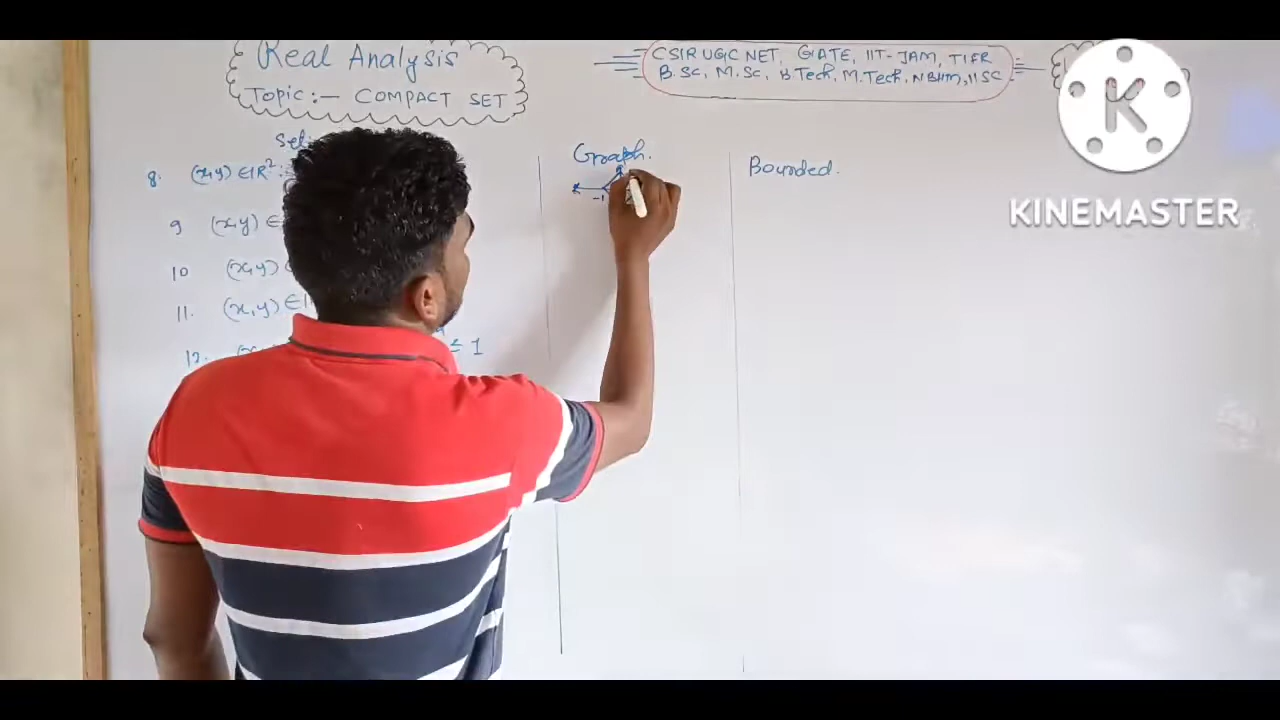 Real Analysis
TOPIC :— COMPACT SET
CSIR UGC NET, GATE, IIT-JAM, TIFR
B.SC, M.SC, B Tech, M.Tech, NBHM, IISC
K
KINEMASTER
Graph.
Bounded.
8. (x,y) ∈ IR²:
-1
9 (x,y) ∈
10 (x,y)
11. (x,y) ∈
12. ≤ 1